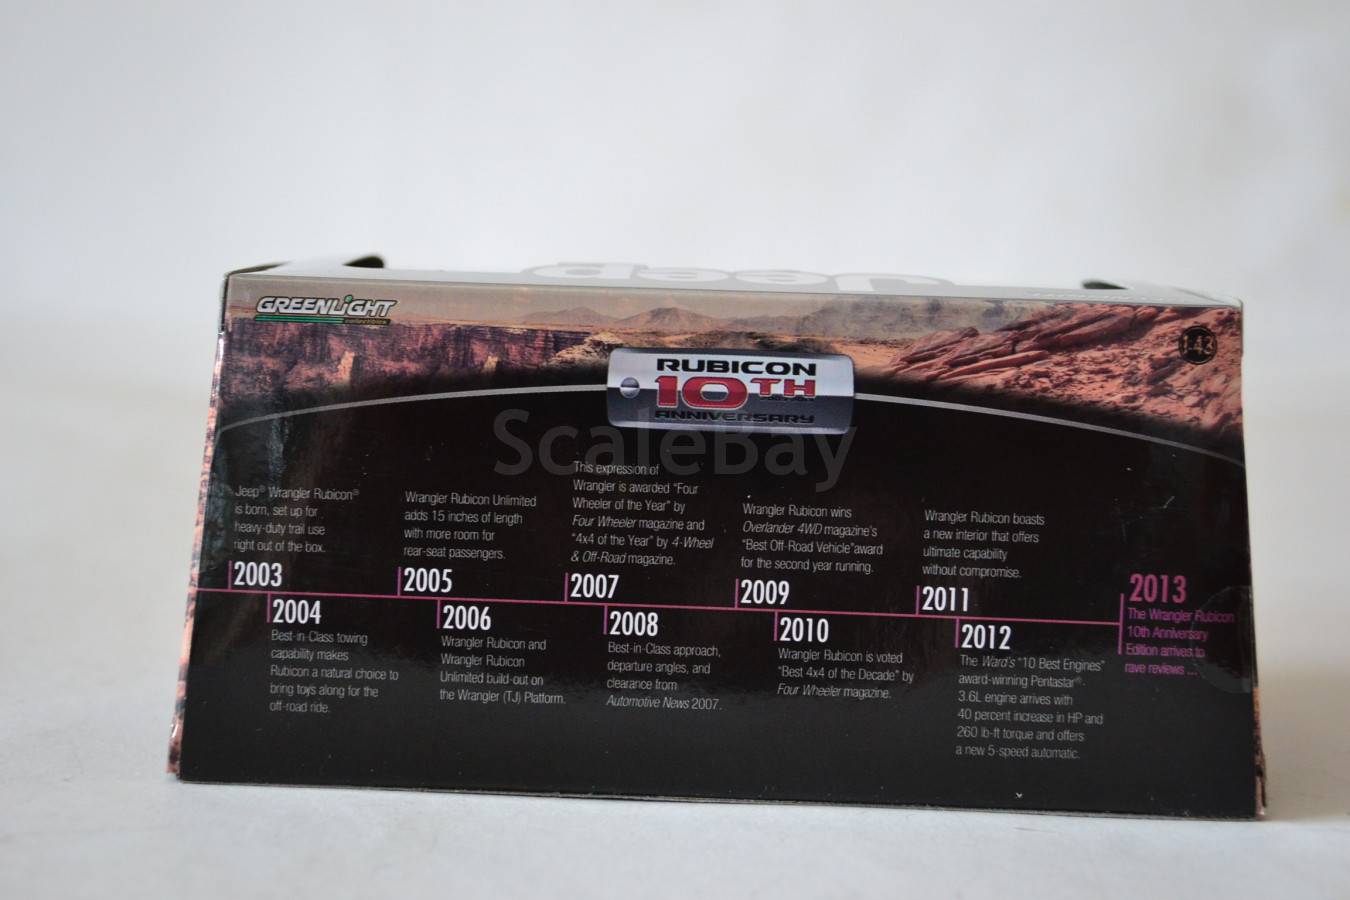 Jeep
GREENLIGHT
1:43
RUBICON
10TH
ANNIVERSARY
ScaleBay
Jeep® Wrangler Rubicon®
is born, set up for
heavy-duty trail use
right out of the box.
2003
2004
Best-in-Class towing
capability makes
Rubicon a natural choice to
bring toys along for the
off-road ride.
Wrangler Rubicon Unlimited
adds 15 inches of length
with more room for
rear-seat passengers.
2005
2006
Wrangler Rubicon and
Wrangler Rubicon
Unlimited build-out on
the Wrangler (TJ) Platform.
This expression of
Wrangler is awarded "Four
Wheeler of the Year" by
Four Wheeler magazine and
"4x4 of the Year" by 4-Wheel
& Off-Road magazine.
2007
2008
Best-in-Class approach,
departure angles, and
clearance from
Automotive News 2007.
Wrangler Rubicon wins
Overlander 4WD magazine's
"Best Off-Road Vehicle"award
for the second year running.
2009
2010
Wrangler Rubicon is voted
"Best 4x4 of the Decade" by
Four Wheeler magazine.
Wrangler Rubicon boasts
a new interior that offers
ultimate capability
without compromise.
2011
2012
The Ward's "10 Best Engines"
award-winning Pentastar®
3.6L engine arrives with
40 percent increase in HP and
260 lb-ft torque and offers
a new 5-speed automatic.
2013
The Wrangler Rubicon
10th Anniversary
Edition arrives to
rave reviews ...